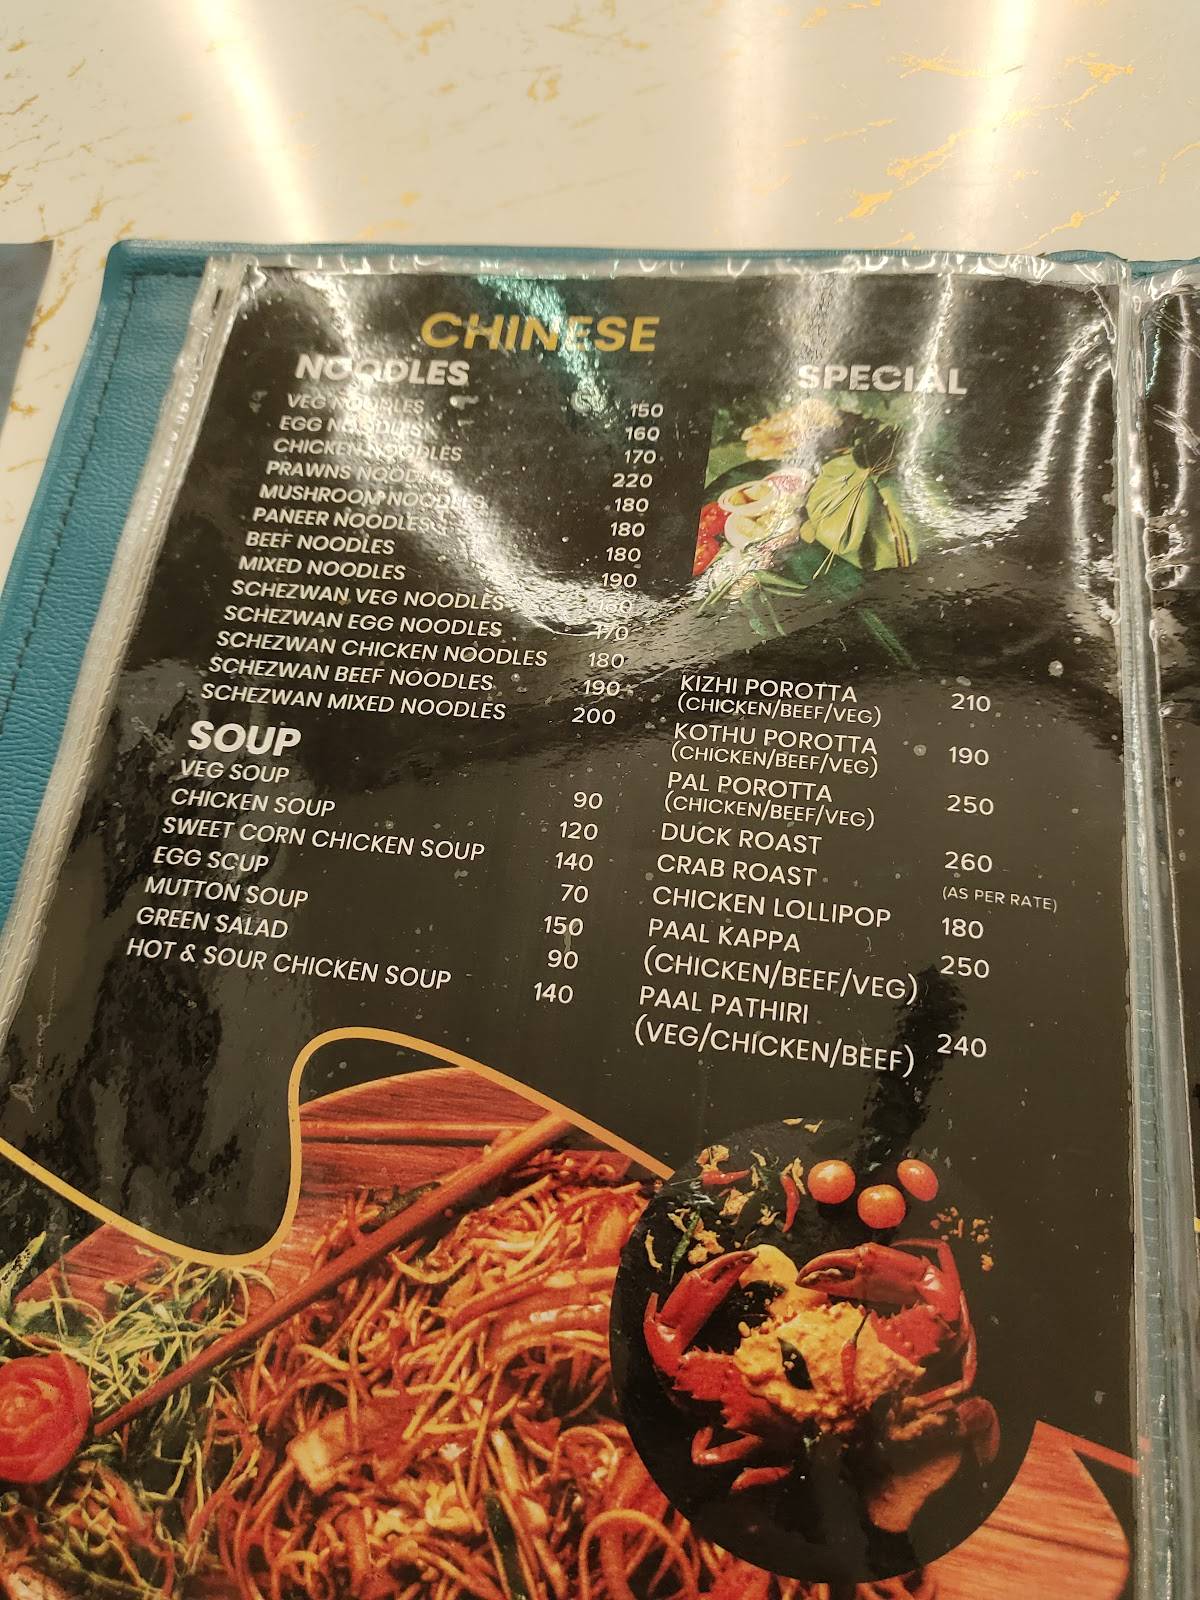 CHINESE
NOODLES
VEG NOODLES 150
EGG NOODLES 160
CHICKEN NOODLES 170
PRAWNS NOODLES 220
MUSHROOM NOODLES 180
PANEER NOODLES 180
BEEF NOODLES 180
MIXED NOODLES 190
SCHEZWAN VEG NOODLES 160
SCHEZWAN EGG NOODLES 170
SCHEZWAN CHICKEN NOODLES 180
SCHEZWAN BEEF NOODLES 190
SCHEZWAN MIXED NOODLES 200
SOUP
VEG SOUP 90
CHICKEN SOUP 120
SWEET CORN CHICKEN SOUP 140
EGG SOUP 70
MUTTON SOUP 150
GREEN SALAD 90
HOT & SOUR CHICKEN SOUP 140
SPECIAL
KIZHI POROTTA 210
(CHICKEN/BEEF/VEG)
KOTHU POROTTA 190
(CHICKEN/BEEF/VEG)
PAL POROTTA 250
(CHICKEN/BEEF/VEG)
DUCK ROAST 260
CRAB ROAST (AS PER RATE)
CHICKEN LOLLIPOP 180
PAAL KAPPA 250
(CHICKEN/BEEF/VEG)
PAAL PATHIRI 240
(VEG/CHICKEN/BEEF)